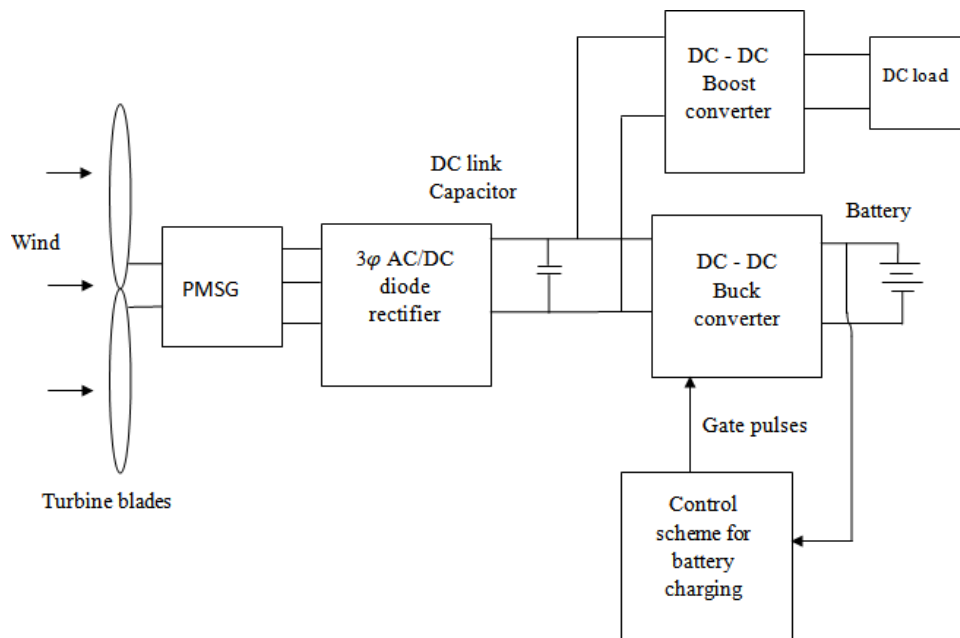 DC - DC
Boost
converter
DC load
DC link
Capacitor
Battery
Wind
PMSG
3φ AC/DC
diode
rectifier
DC - DC
Buck
converter
Gate pulses
Turbine blades
Control
scheme for
battery
charging